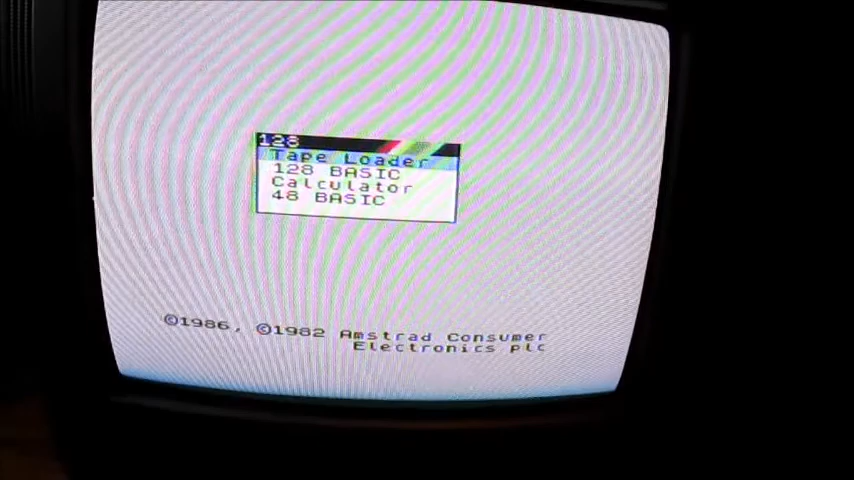 128
Tape Loader
128 BASIC
Calculator
48 BASIC
©1986, ©1982 Amstrad Consumer
Electronics plc